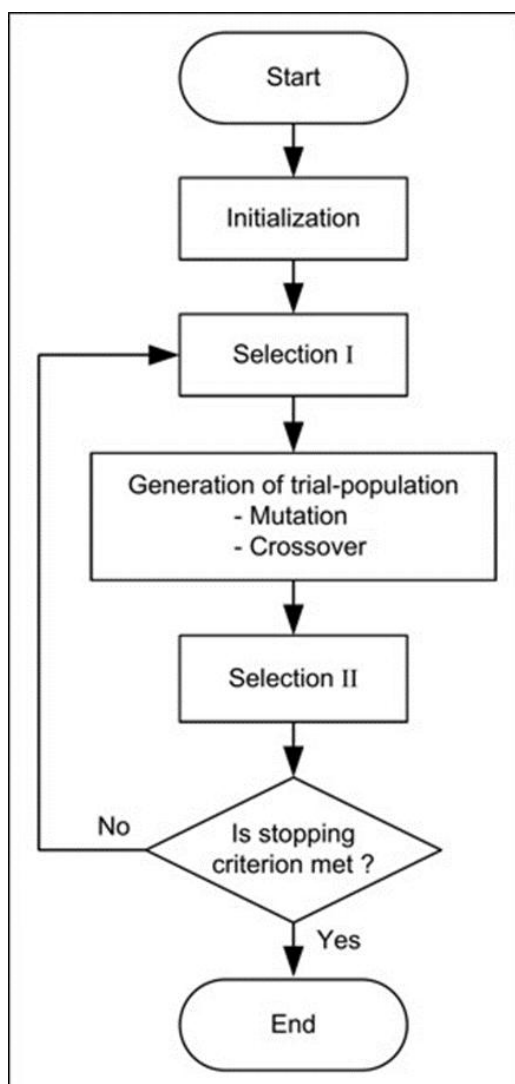 Start
Initialization
Selection I
Generation of trial-population
- Mutation
- Crossover
Selection II
Is stopping
criterion met ?
No
Yes
End